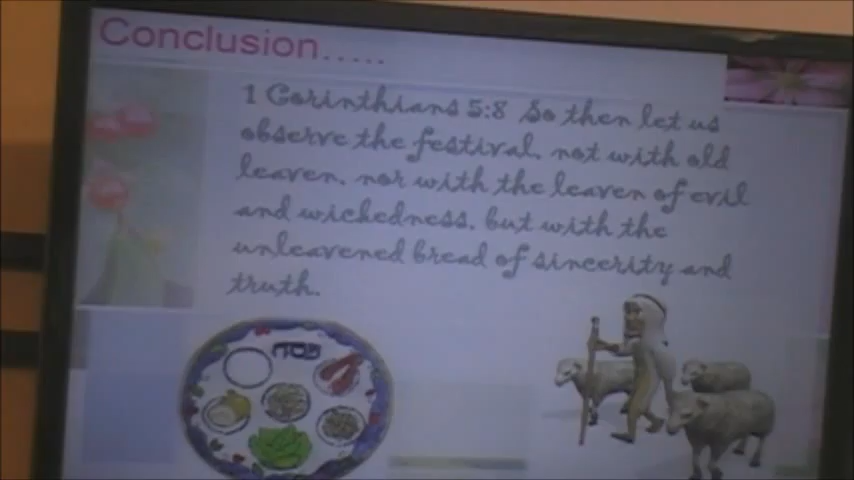 Conclusion.....
1 Corinthians 5:8 So then let us
observe the festival, not with old
leaven, nor with the leaven of evil
and wickedness, but with the
unleavened bread of sincerity and
truth.
פסח